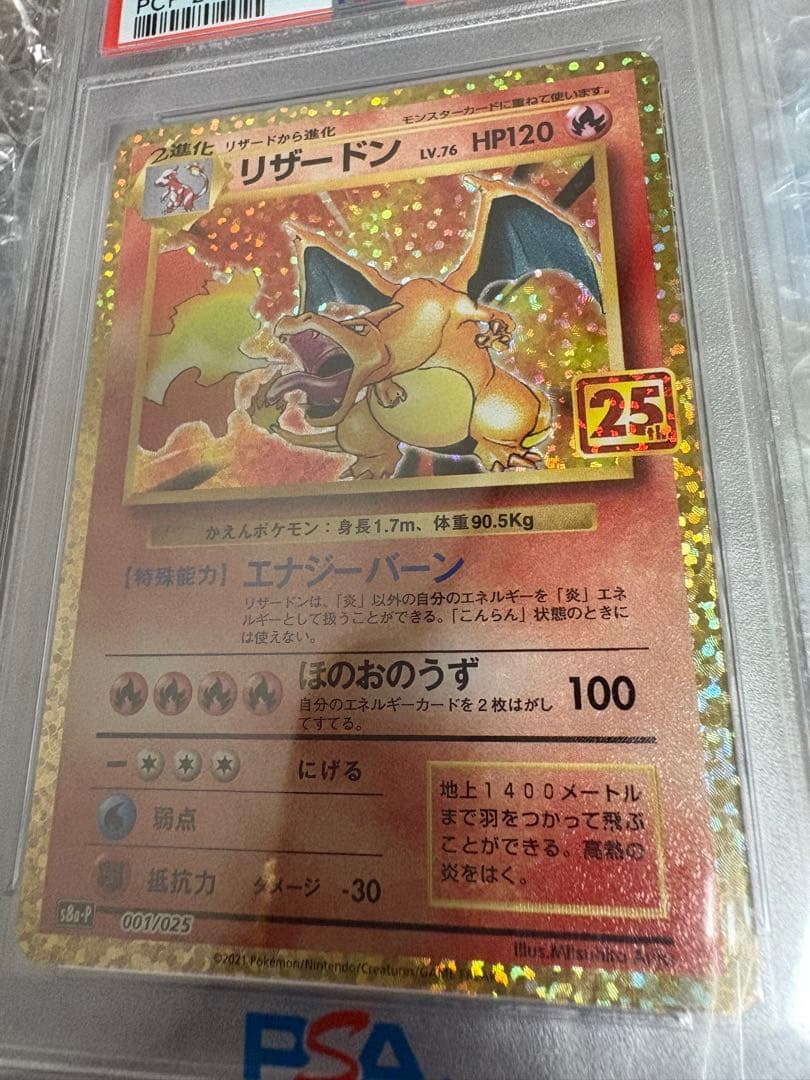 2進化
リザードから進化
モンスターカードに重ねて使います。
リザードン LV.76 HP120
25th
かえんポケモン：身長1.7m、体重90.5Kg
【特殊能力】エナジーバーン
リザードンは、「炎」以外の自分のエネルギーを「炎」エネ
ルギーとして扱うことができる。「こんらん」状態のときに
は使えない。
ほのおのうず 100
自分のエネルギーカードを2枚はがし
てすてる。
にげる
弱点
抵抗力 ダメージ -30
地上1400メートル
まで羽をつかって飛ぶ
ことができる。高熱の
炎をはく。
s8a-P 001/025
Illus.Mitsuhiro Arita
©2021 Pokémon/Nintendo/Creatures/GAME
PSA